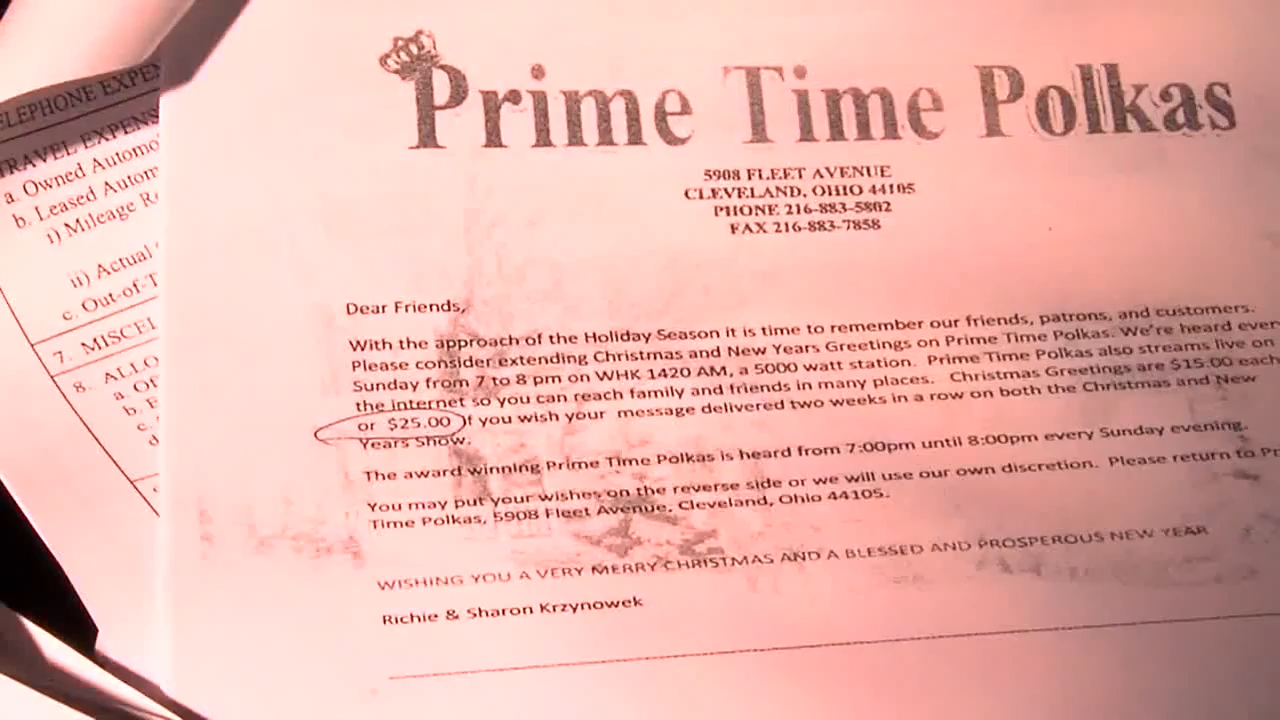 Prime Time Polkas
5908 FLEET AVENUE
CLEVELAND, OHIO 44105
PHONE 216-883-5802
FAX 216-883-7858
Dear Friends,
With the approach of the Holiday Season it is time to remember our friends, patrons, and customers.
Please consider extending Christmas and New Years Greetings on Prime Time Polkas. We're heard ever
Sunday from 7 to 8 pm on WHK 1420 AM, a 5000 watt station. Prime Time Polkas also streams live on
the internet so you can reach family and friends in many places. Christmas Greetings are $15.00 each
or $25.00 if you wish your message delivered two weeks in a row on both the Christmas and New
Years Show.
The award winning Prime Time Polkas is heard from 7:00pm until 8:00pm every Sunday evening.
You may put your wishes on the reverse side or we will use our own discretion. Please return to Pr
Time Polkas, 5908 Fleet Avenue, Cleveland, Ohio 44105.
WISHING YOU A VERY MERRY CHRISTMAS AND A BLESSED AND PROSPEROUS NEW YEAR
Richie & Sharon Krzynowek
ELEPHONE EXPEN
TRAVEL EXPENS
a. Owned Automo
b. Leased Autom
i) Mileage R
ii) Actual
c. Out-of-T
7. MISCEL
8. ALLO
a. Of
b.
c.
d